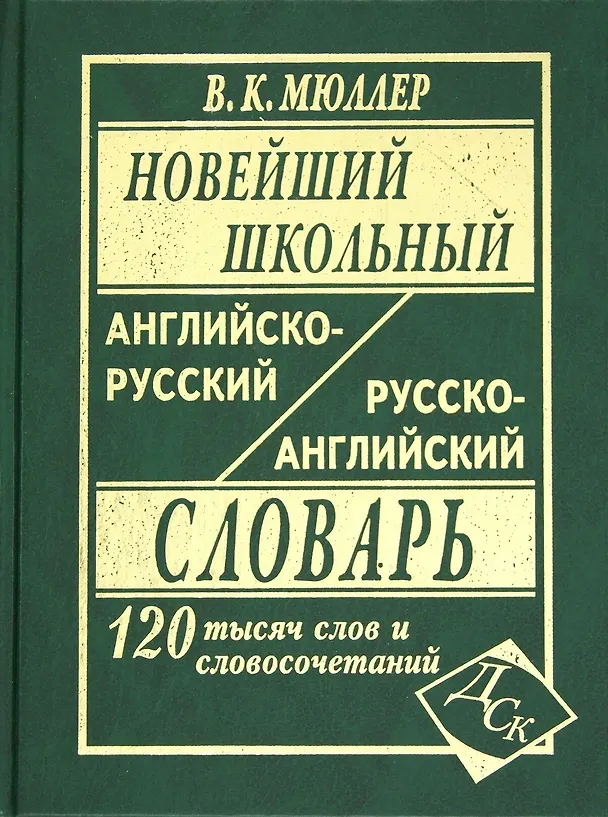 В. К. МЮЛЛЕР
НОВЕЙШИЙ
ШКОЛЬНЫЙ
АНГЛИЙСКО-
РУССКИЙ
РУССКО-
АНГЛИЙСКИЙ
СЛОВАРЬ
120 тысяч слов и
словосочетаний
ДСК